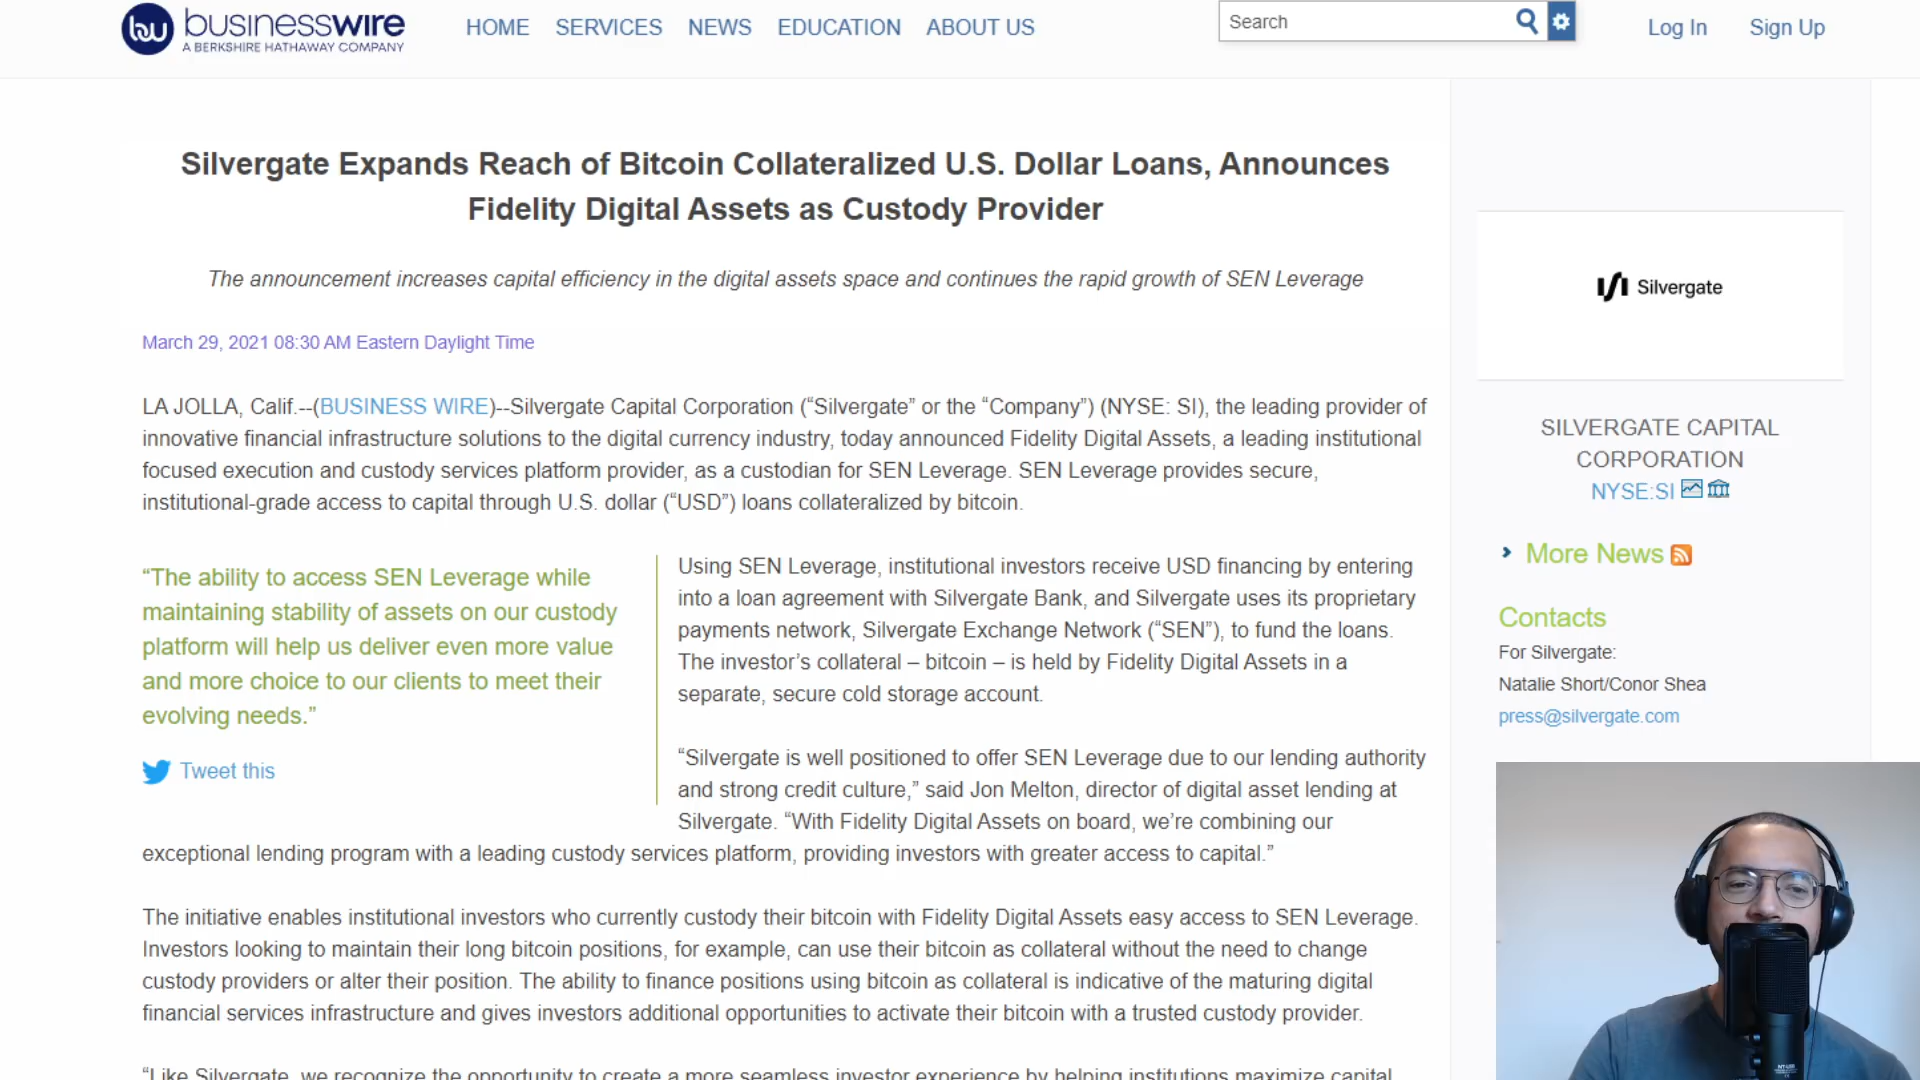 businesswire
A BERKSHIRE HATHAWAY COMPANY
HOME SERVICES NEWS EDUCATION ABOUT US
Search
Log In Sign Up
Silvergate Expands Reach of Bitcoin Collateralized U.S. Dollar Loans, Announces
Fidelity Digital Assets as Custody Provider
The announcement increases capital efficiency in the digital assets space and continues the rapid growth of SEN Leverage
March 29, 2021 08:30 AM Eastern Daylight Time
LA JOLLA, Calif.--(BUSINESS WIRE)--Silvergate Capital Corporation (“Silvergate” or the “Company”) (NYSE: SI), the leading provider of
innovative financial infrastructure solutions to the digital currency industry, today announced Fidelity Digital Assets, a leading institutional
focused execution and custody services platform provider, as a custodian for SEN Leverage. SEN Leverage provides secure,
institutional-grade access to capital through U.S. dollar (“USD”) loans collateralized by bitcoin.
“The ability to access SEN Leverage while
maintaining stability of assets on our custody
platform will help us deliver even more value
and more choice to our clients to meet their
evolving needs.”
Tweet this
Using SEN Leverage, institutional investors receive USD financing by entering
into a loan agreement with Silvergate Bank, and Silvergate uses its proprietary
payments network, Silvergate Exchange Network (“SEN”), to fund the loans.
The investor’s collateral – bitcoin – is held by Fidelity Digital Assets in a
separate, secure cold storage account.
“Silvergate is well positioned to offer SEN Leverage due to our lending authority
and strong credit culture,” said Jon Melton, director of digital asset lending at
Silvergate. “With Fidelity Digital Assets on board, we’re combining our
exceptional lending program with a leading custody services platform, providing investors with greater access to capital.”
The initiative enables institutional investors who currently custody their bitcoin with Fidelity Digital Assets easy access to SEN Leverage.
Investors looking to maintain their long bitcoin positions, for example, can use their bitcoin as collateral without the need to change
custody providers or alter their position. The ability to finance positions using bitcoin as collateral is indicative of the maturing digital
financial services infrastructure and gives investors additional opportunities to activate their bitcoin with a trusted custody provider.
“Like Silvergate, we recognize the opportunity to create a more seamless investor experience by helping institutions maximize capital
Silvergate
SILVERGATE CAPITAL
CORPORATION
NYSE:SI
More News
Contacts
For Silvergate:
Natalie Short/Conor Shea
press@silvergate.com